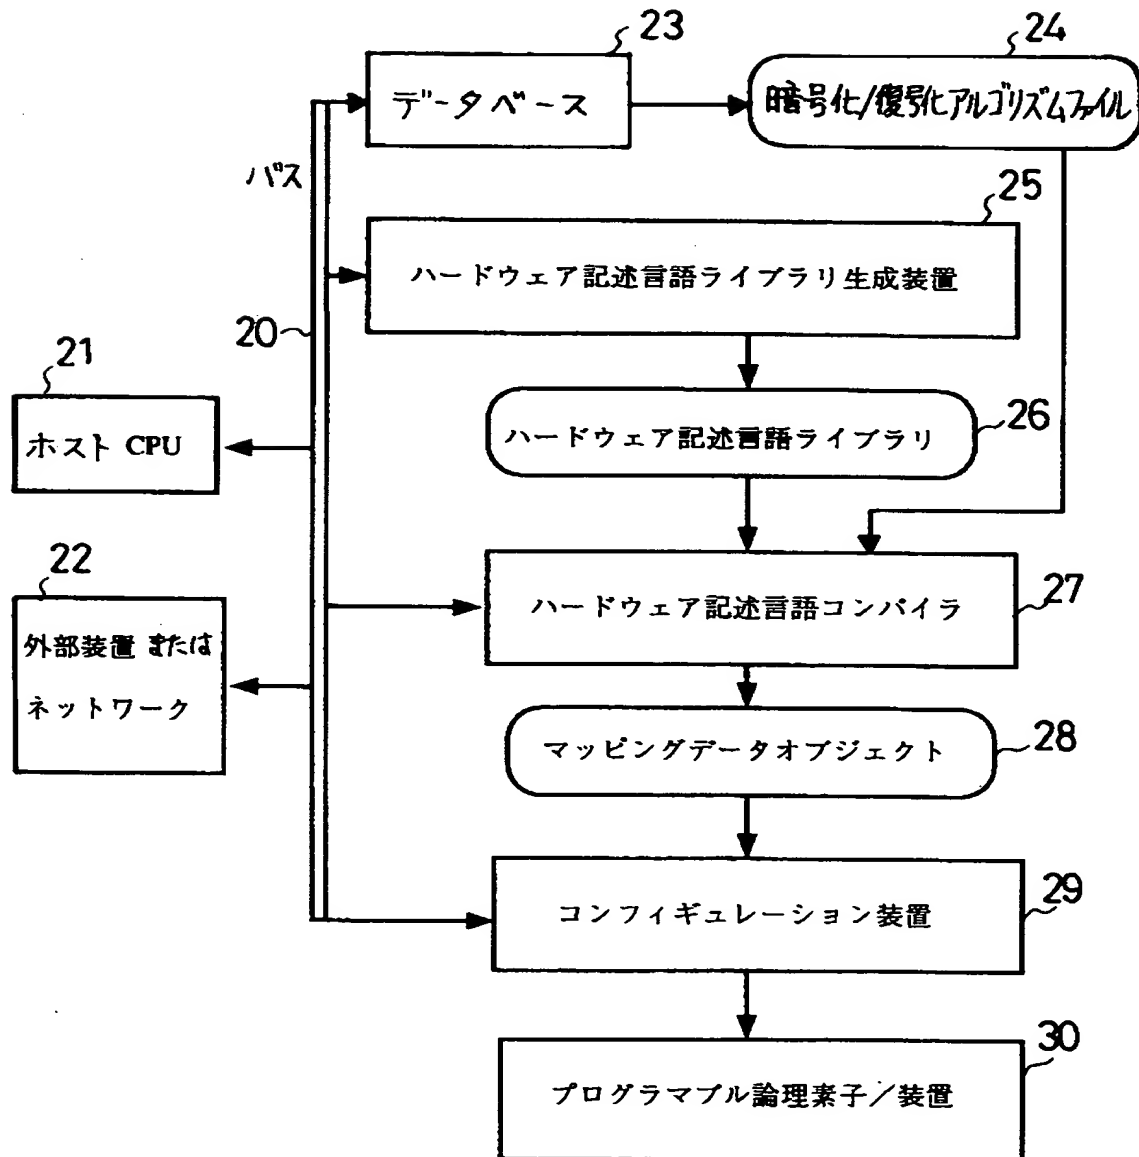 23
24
データベース
暗号化/復号化アルゴリズムファイル
バス
25
ハードウェア記述言語ライブラリ生成装置
20
21
ホスト CPU
26
ハードウェア記述言語ライブラリ
22
外部装置 または
ネットワーク
27
ハードウェア記述言語コンパイラ
28
マッピングデータオブジェクト
29
コンフィギュレーション装置
30
プログラマブル論理素子/装置